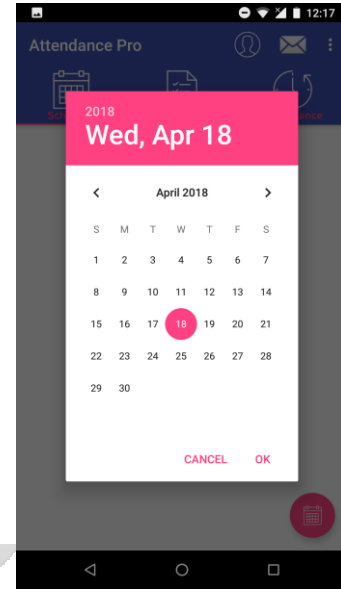 12:17
Attendance Pro
2018
Wed, Apr 18
April 2018
S M T W T F S
1 2 3 4 5 6 7
8 9 10 11 12 13 14
15 16 17 18 19 20 21
22 23 24 25 26 27 28
29 30
CANCEL OK